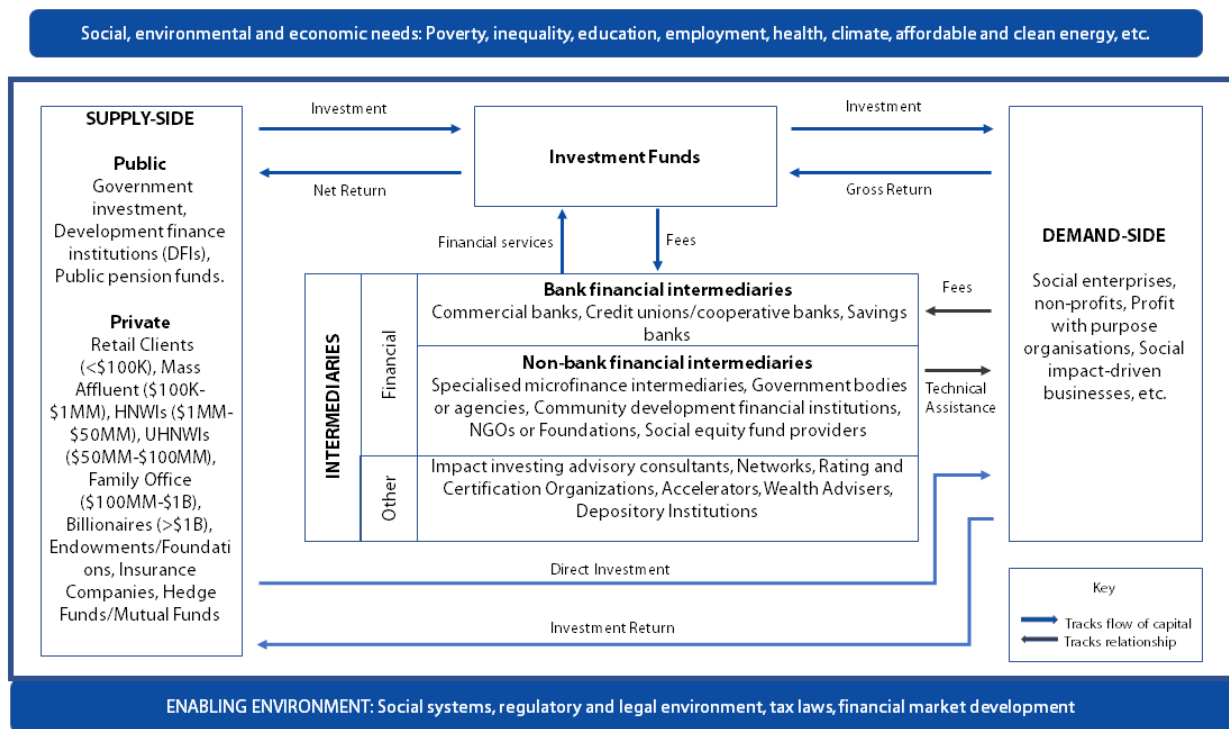 Social, environmental and economic needs: Poverty, inequality, education, employment, health, climate, affordable and clean energy, etc.
SUPPLY-SIDE
Public
Government
investment,
Development finance
institutions (DFIs),
Public pension funds.
Private
Retail Clients
(<$100K), Mass
Affluent ($100K-
$1MM), HNWIs ($1MM-
$50MM), UHNWIs
($50MM-$100MM),
Family Office
($100MM-$1B),
Billionaires (>$1B),
Endowments/Foundati
ons, Insurance
Companies, Hedge
Funds/Mutual Funds
Investment
Net Return
Investment Funds
Investment
Gross Return
Financial services
Fees
INTERMEDIARIES
Financial
Bank financial intermediaries
Commercial banks, Credit unions/cooperative banks, Savings
banks
Non-bank financial intermediaries
Specialised microfinance intermediaries, Government bodies
or agencies, Community development financial institutions,
NGOs or Foundations, Social equity fund providers
Other
Impact investing advisory consultants, Networks, Rating and
Certification Organizations, Accelerators, Wealth Advisers,
Depository Institutions
Fees
Technical
Assistance
Direct Investment
Investment Return
DEMAND-SIDE
Social enterprises,
non-profits, Profit
with purpose
organisations, Social
impact-driven
businesses, etc.
Key
Tracks flow of capital
Tracks relationship
ENABLING ENVIRONMENT: Social systems, regulatory and legal environment, tax laws, financial market development